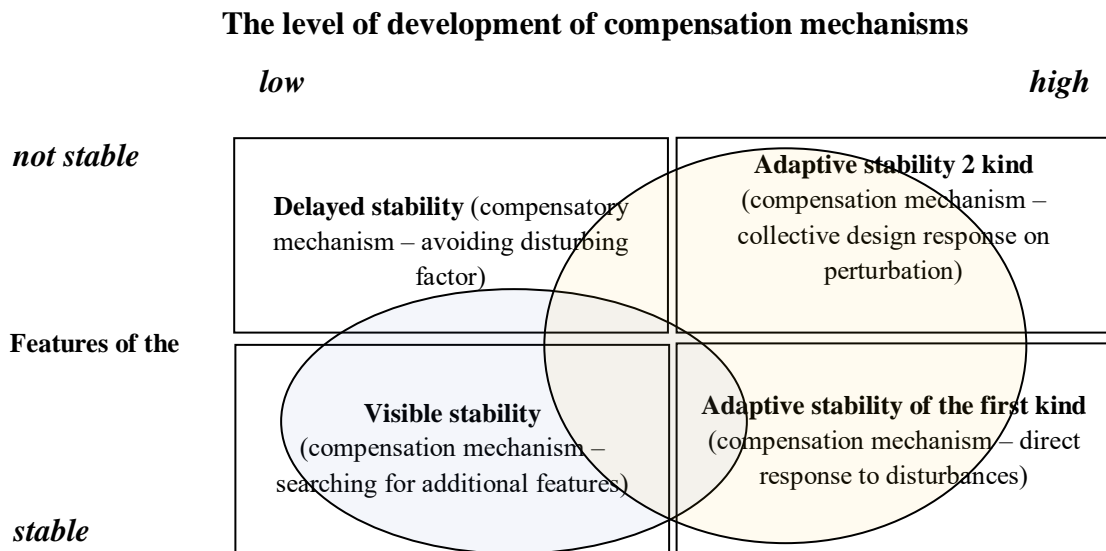 The level of development of compensation mechanisms
low high
not stable
Delayed stability (compensatory
mechanism – avoiding disturbing
factor)
Adaptive stability 2 kind
(compensation mechanism –
collective design response on
perturbation)
Features of the
Visible stability
(compensation mechanism –
searching for additional features)
Adaptive stability of the first kind
(compensation mechanism – direct
response to disturbances)
stable